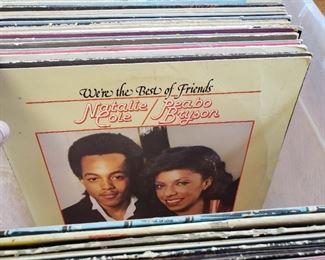 We're the Best of Friends
Natalie / Peabo
Cole / Bryson